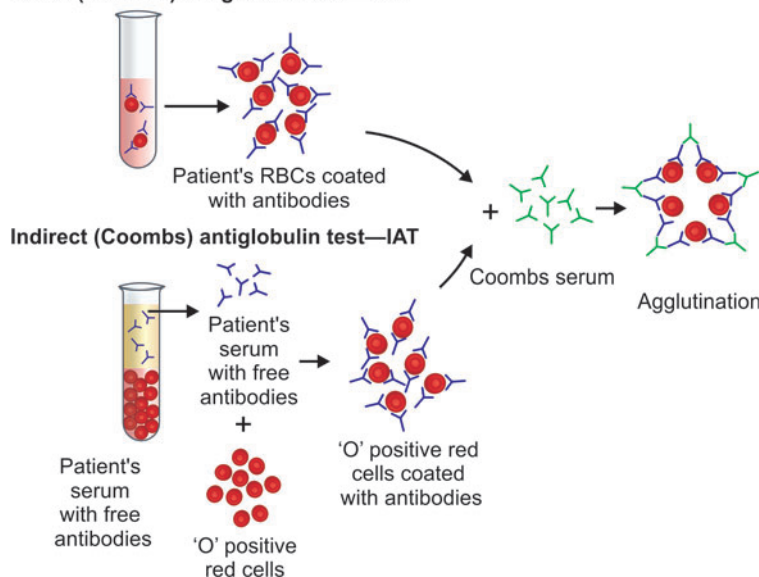 Patient's RBCs coated
with antibodies
Indirect (Coombs) antiglobulin test—IAT
+
Coombs serum
Agglutination
Patient's
serum
with free
antibodies
+
Patient's
serum
with free
antibodies
'O' positive
red cells
'O' positive red
cells coated
with antibodies